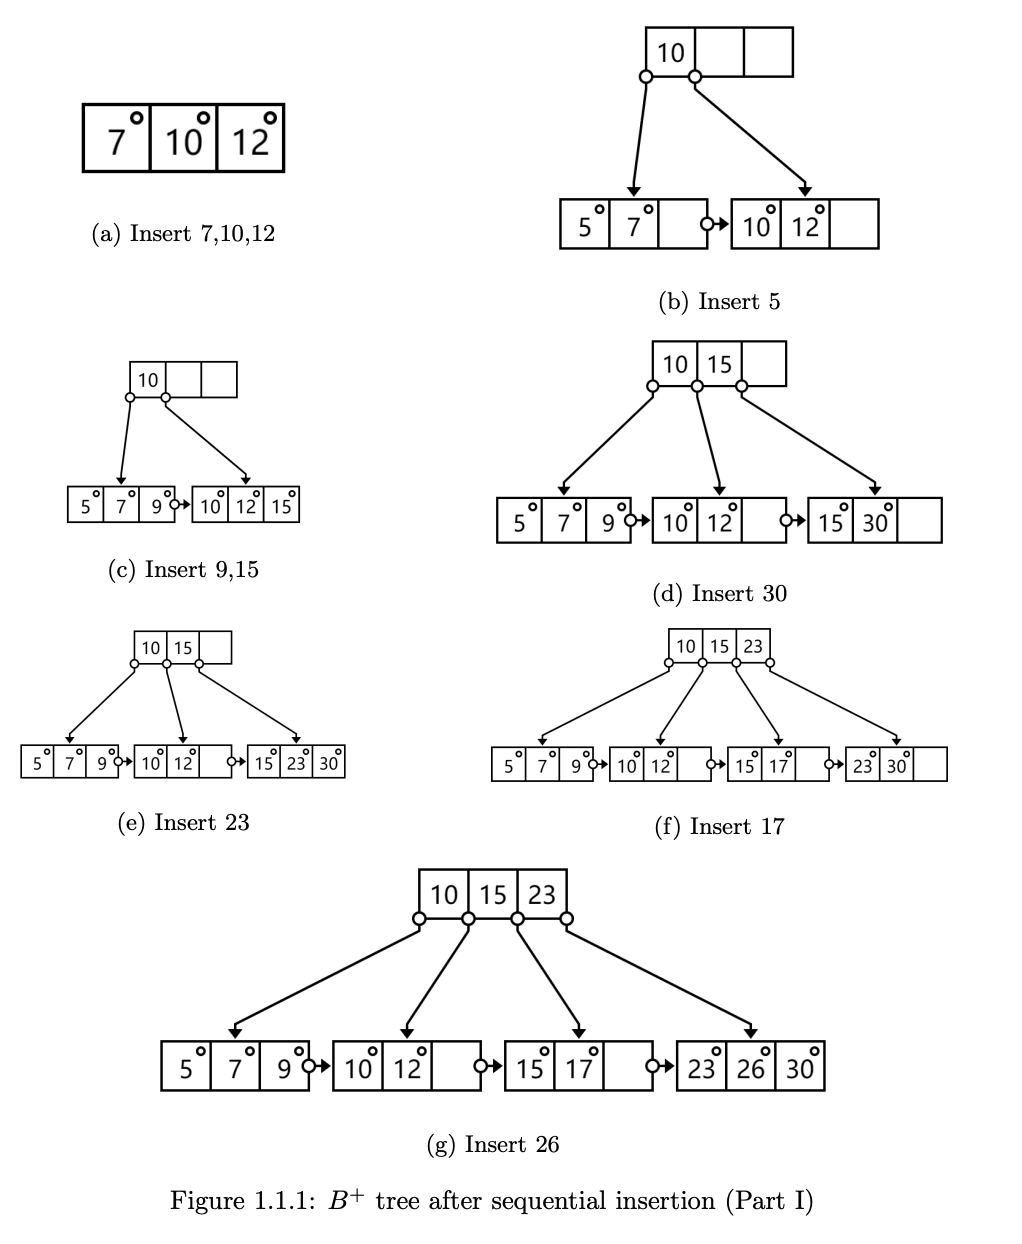 10
7 10 12
5 7 10 12
(a) Insert 7,10,12
(b) Insert 5
10
10 15
5 7 9 10 12 15
5 7 9 10 12 15 30
(c) Insert 9,15
(d) Insert 30
10 15
10 15 23
5 7 9 10 12 15 23 30
5 7 9 10 12 15 17 23 30
(e) Insert 23
(f) Insert 17
10 15 23
5 7 9 10 12 15 17 23 26 30
(g) Insert 26
Figure 1.1.1: B+ tree after sequential insertion (Part I)